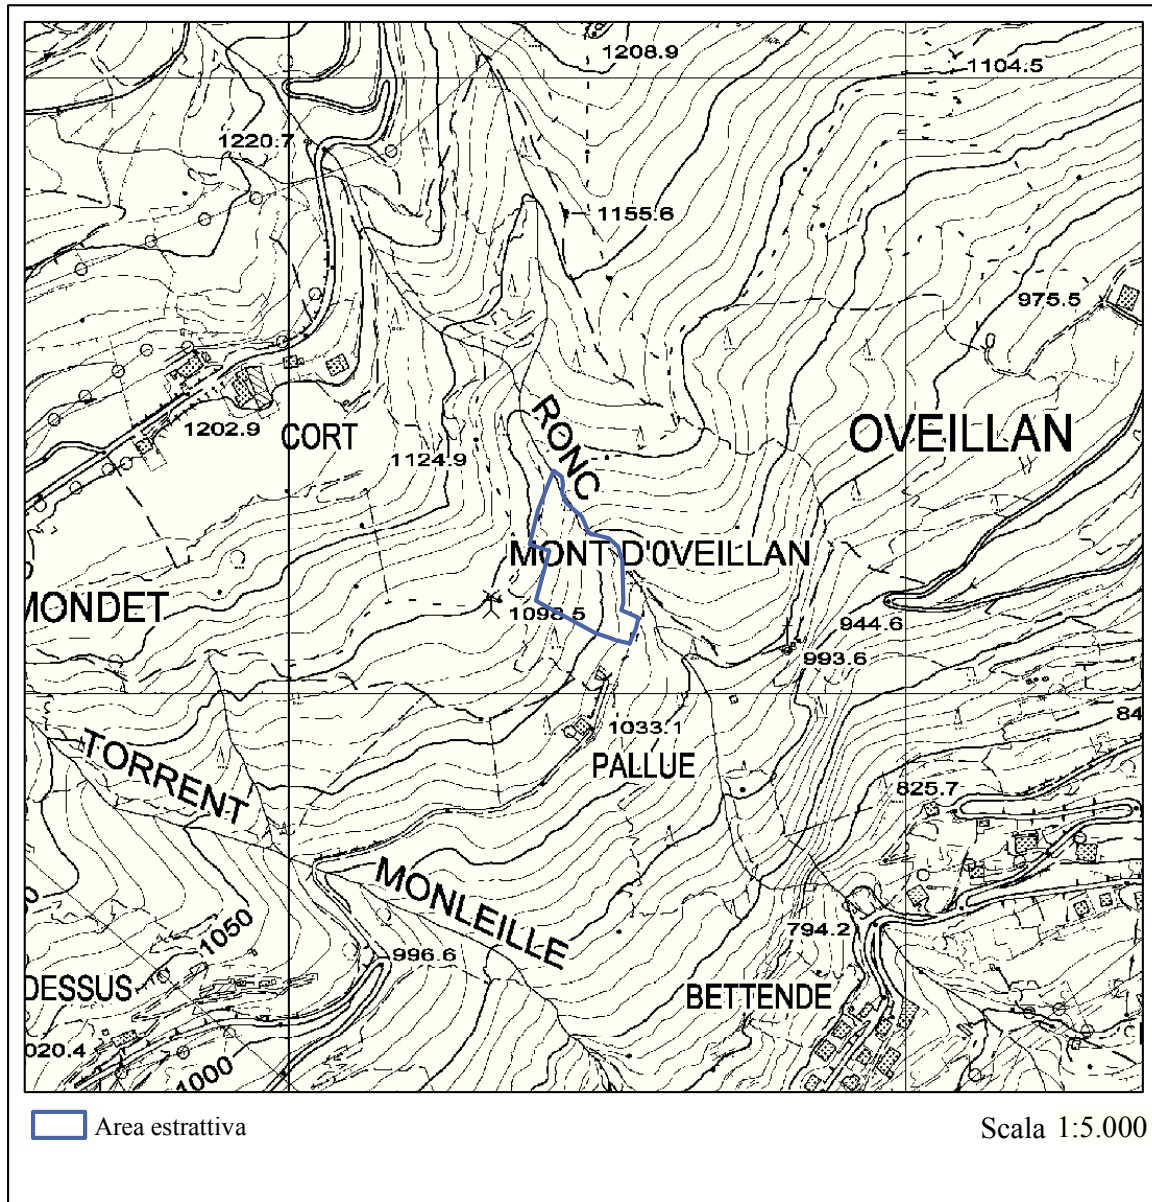 1208.9
1104.5
1220.7
1155.6
975.5
RONC
1202.9
CORT
OVEILLAN
1124.9
MONT D'0VEILLAN
MONDET
1098.5
944.6
993.6
84
1033.1
TORRENT
PALLUE
825.7
MONLEILLE
1050
794.2
996.6
DESSUS
BETTENDE
020.4
1000
Area estrattiva
Scala 1:5.000